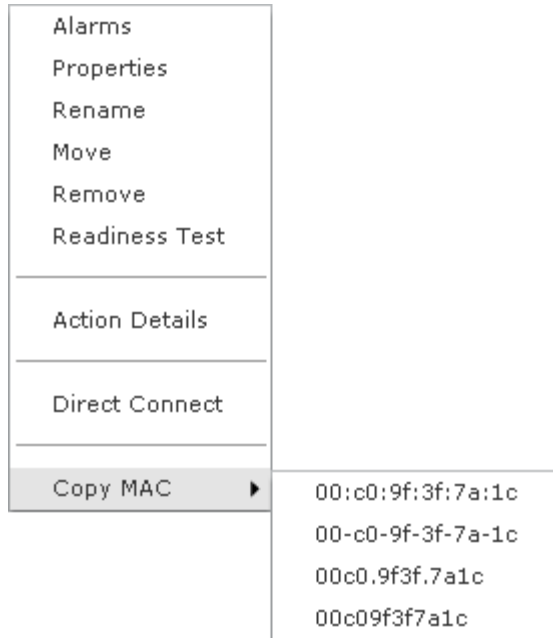 Alarms
Properties
Rename
Move
Remove
Readiness Test
Action Details
Direct Connect
Copy MAC
00:c0:9f:3f:7a:1c
00-c0-9f-3f-7a-1c
00c0.9f3f.7a1c
00c09f3f7a1c